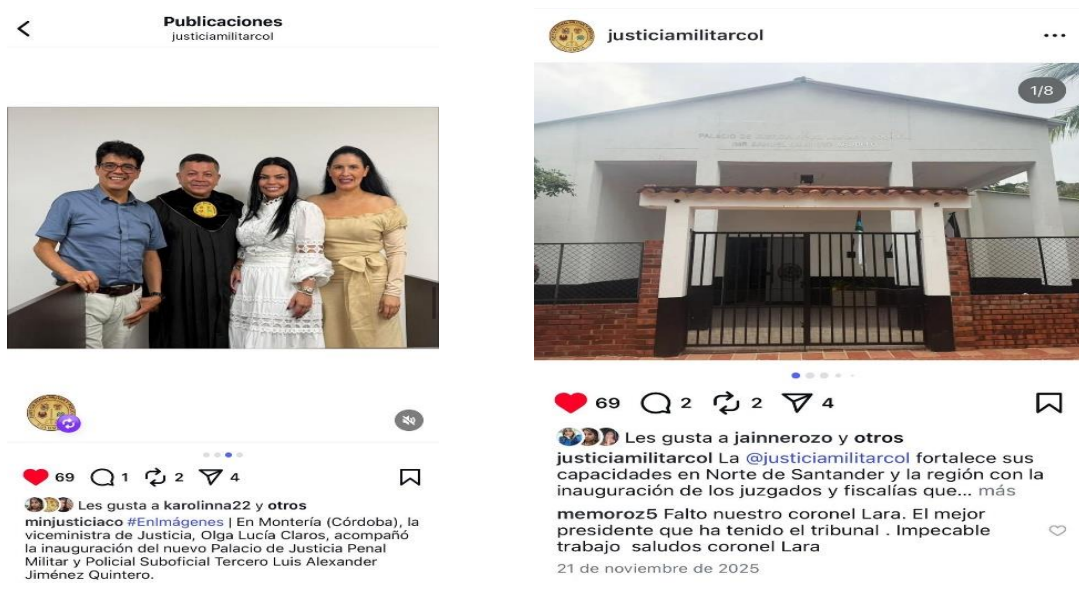 Publicaciones
justiciamilitarcol
69 1 2 4
Les gusta a karolinna22 y otros
minjusticiaco #EnImágenes | En Montería (Córdoba), la
viceministra de Justicia, Olga Lucía Claros, acompañó
la inauguración del nuevo Palacio de Justicia Penal
Militar y Policial Suboficial Tercero Luis Alexander
Jiménez Quintero.
justiciamilitarcol
1/8
PALACIO DE JUSTICIA
69 2 2 4
Les gusta a jainnerozo y otros
justiciamilitarcol La @justiciamilitarcol fortalece sus
capacidades en Norte de Santander y la región con la
inauguración de los juzgados y fiscalías que... más
memoroz5 Falto nuestro coronel Lara. El mejor
presidente que ha tenido el tribunal . Impecable
trabajo saludos coronel Lara
21 de noviembre de 2025